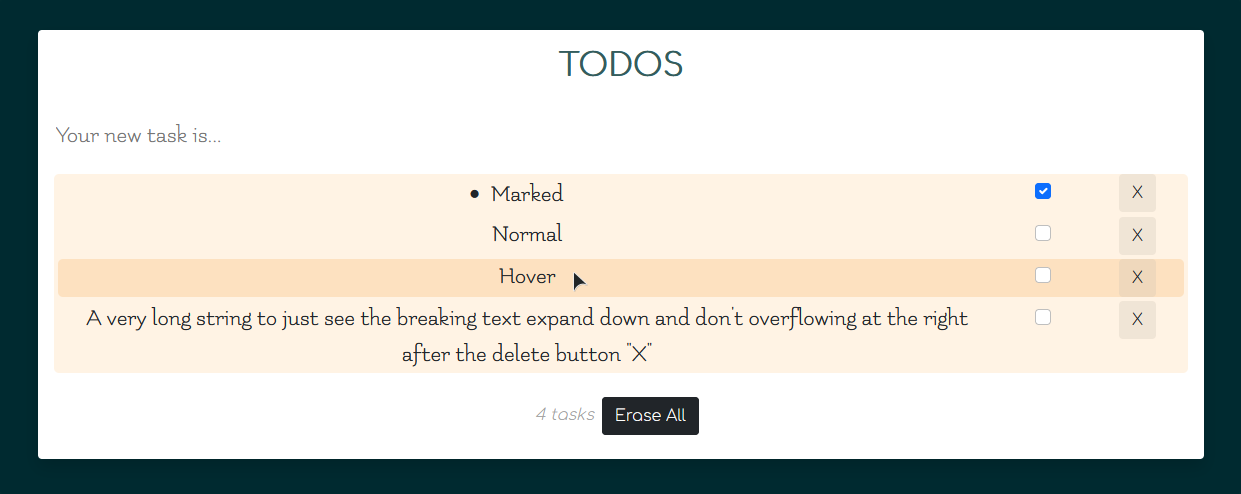 TODOS
Your new task is...
• Marked X
Normal X
Hover X
A very long string to just see the breaking text expand down and don't overflowing at the right X
after the delete button "X"
4 tasks Erase All